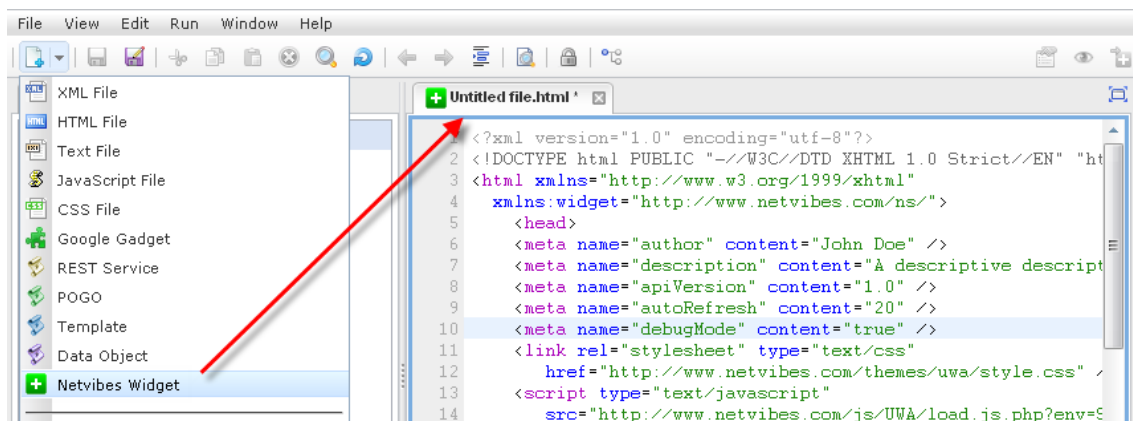 File View Edit Run Window Help
XML File
HTML File
Text File
JavaScript File
CSS File
Google Gadget
REST Service
POGO
Template
Data Object
Netvibes Widget
Untitled file.html *
1 <?xml version="1.0" encoding="utf-8"?>
2 <!DOCTYPE html PUBLIC "-//W3C//DTD XHTML 1.0 Strict//EN" "ht
3 <html xmlns="http://www.w3.org/1999/xhtml"
4 xmlns:widget="http://www.netvibes.com/ns/">
5 <head>
6 <meta name="author" content="John Doe" />
7 <meta name="description" content="A descriptive descript
8 <meta name="apiVersion" content="1.0" />
9 <meta name="autoRefresh" content="20" />
10 <meta name="debugMode" content="true" />
11 <link rel="stylesheet" type="text/css"
12 href="http://www.netvibes.com/themes/uwa/style.css" /
13 <script type="text/javascript"
14 src="http://www.netvibes.com/js/UWA/load.js.php?env=S